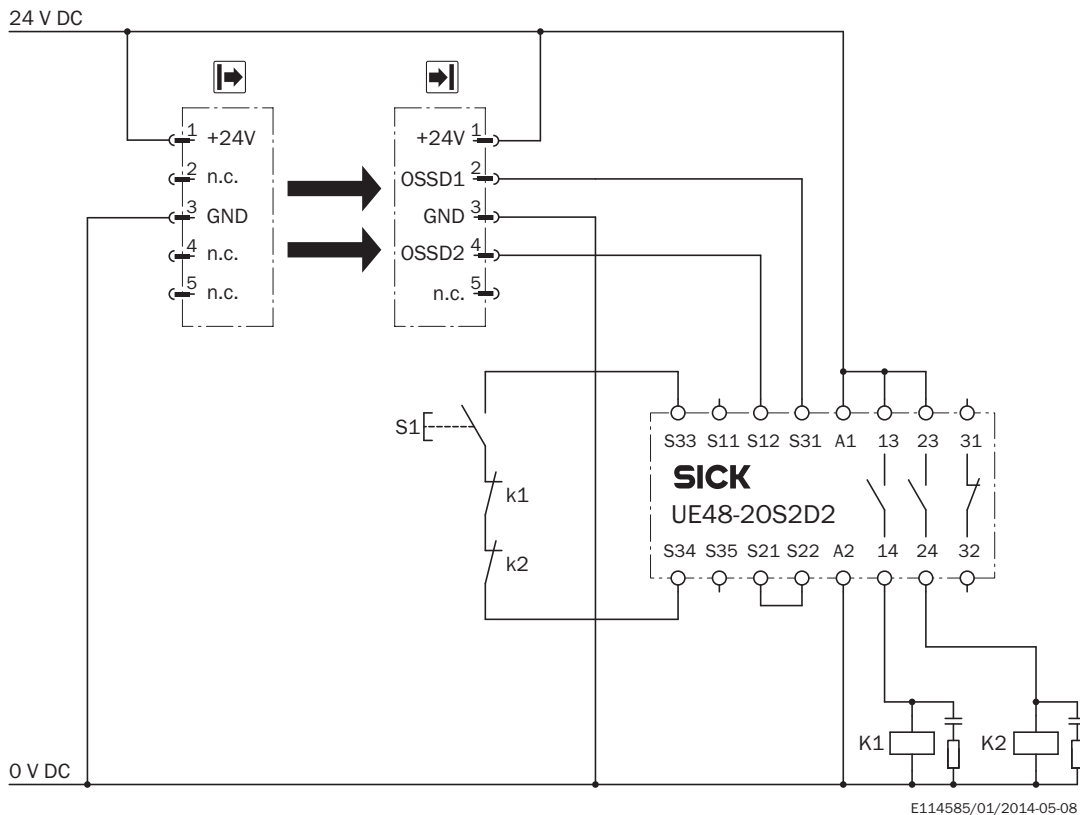 24 V DC
1 +24V
2 n.c.
3 GND
4 n.c.
5 n.c.
+24V 1
OSSD1 2
GND 3
OSSD2 4
n.c. 5
S1
k1
k2
S33 S11 S12 S31 A1 13 23 31
SICK
UE48-2OS2D2
S34 S35 S21 S22 A2 14 24 32
K1
K2
0 V DC
E114585/01/2014-05-08